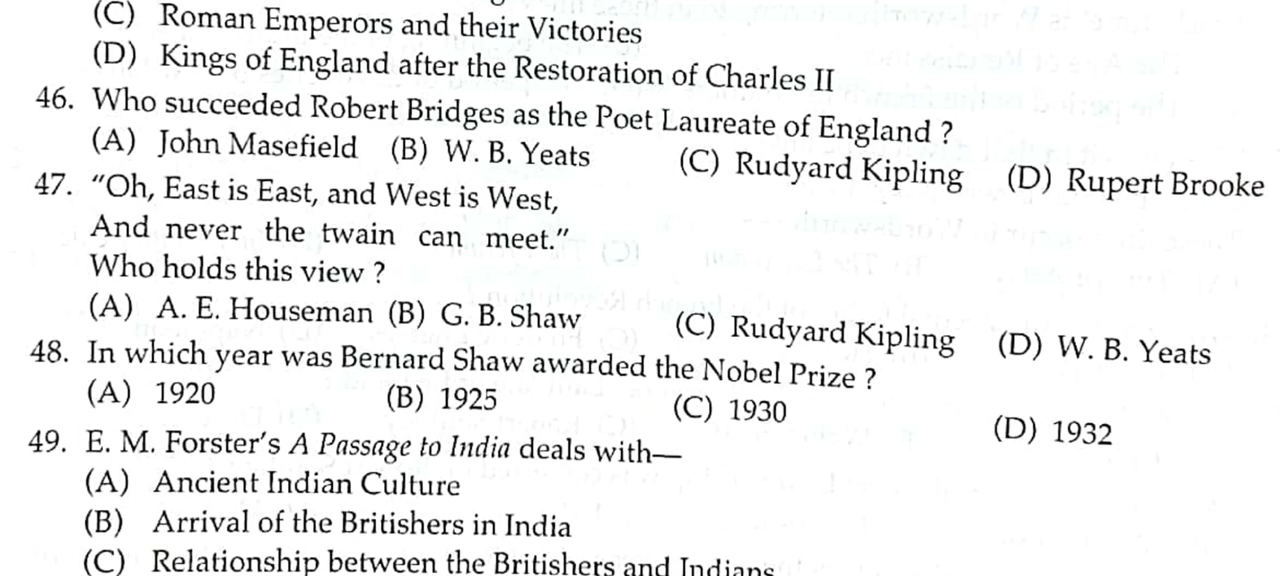 (C) Roman Emperors and their Victories
(D) Kings of England after the Restoration of Charles II
46. Who succeeded Robert Bridges as the Poet Laureate of England ?
(A) John Masefield (B) W. B. Yeats (C) Rudyard Kipling (D) Rupert Brooke
47. “Oh, East is East, and West is West,
And never the twain can meet.”
Who holds this view ?
(A) A. E. Houseman (B) G. B. Shaw (C) Rudyard Kipling (D) W. B. Yeats
48. In which year was Bernard Shaw awarded the Nobel Prize ?
(A) 1920 (B) 1925 (C) 1930 (D) 1932
49. E. M. Forster’s A Passage to India deals with—
(A) Ancient Indian Culture
(B) Arrival of the Britishers in India
(C) Relationship between the Britishers and Indians